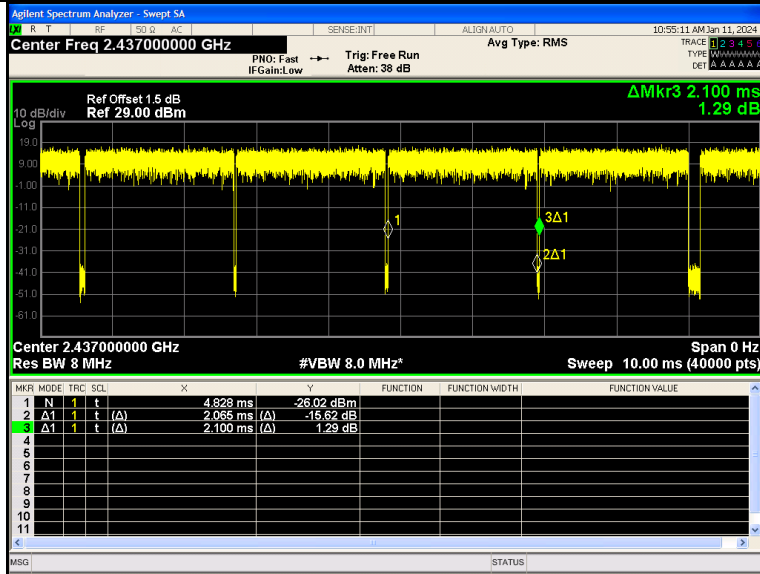 Agilent Spectrum Analyzer - Swept SA
LXI R T RF 50 Ω AC SENSE:INT ALIGN AUTO 10:55:11 AM Jan 11, 2024
Center Freq 2.437000000 GHz Avg Type: RMS TRACE 1 2 3 4 5 6
PNO: Fast Trig: Free Run TYPE W
IFGain:Low Atten: 38 dB DET A A A A A A
ΔMkr3 2.100 ms
1.29 dB
Ref Offset 1.5 dB
10 dB/div Ref 29.00 dBm
Log
19.0
9.00
-1.00
-11.0
-21.0
-31.0
-41.0
-51.0
-61.0
1
3Δ1
2Δ1
Center 2.437000000 GHz Span 0 Hz
Res BW 8 MHz #VBW 8.0 MHz* Sweep 10.00 ms (40000 pts)
MKR MODE TRC SCL X Y FUNCTION FUNCTION WIDTH FUNCTION VALUE
1 N 1 t 4.828 ms -26.02 dBm
2 Δ1 1 t (Δ) 2.065 ms (Δ) -15.62 dB
3 Δ1 1 t (Δ) 2.100 ms (Δ) 1.29 dB
4
5
6
7
8
9
10
11
MSG STATUS